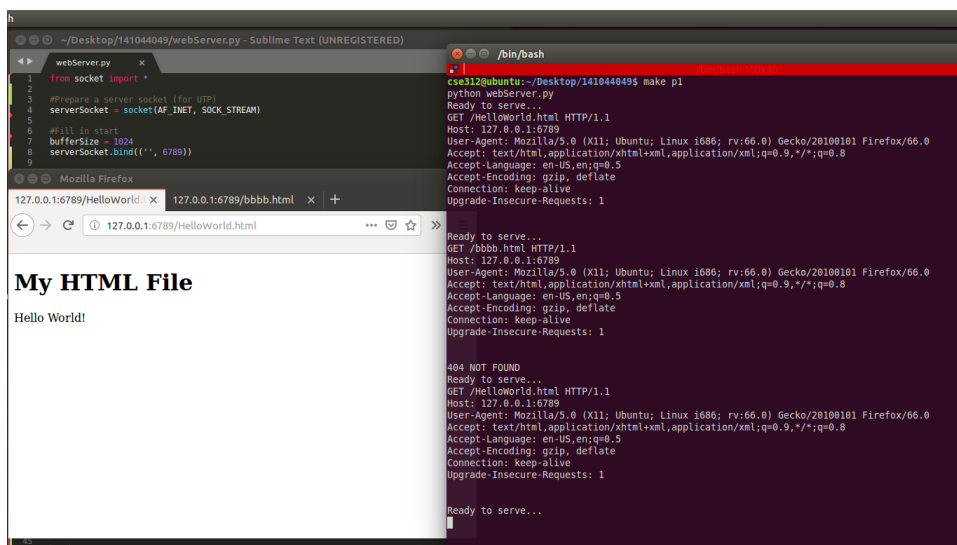 h
~/Desktop/141044049/webServer.py - Sublime Text (UNREGISTERED)
webServer.py ×
1 from socket import *
2
3 #Prepare a server socket (for UTP)
4 serverSocket = socket(AF_INET, SOCK_STREAM)
5
6 #Fill in start
7 bufferSize = 1024
8 serverSocket.bind(('', 6789))
9
Mozilla Firefox
127.0.0.1:6789/HelloWorld. × 127.0.0.1:6789/bbbb.html × +
127.0.0.1:6789/HelloWorld.html
My HTML File
Hello World!
45
/bin/bash
/bin/bash 100x40
cse312@ubuntu:~/Desktop/141044049$ make p1
python webServer.py
Ready to serve...
GET /HelloWorld.html HTTP/1.1
Host: 127.0.0.1:6789
User-Agent: Mozilla/5.0 (X11; Ubuntu; Linux i686; rv:66.0) Gecko/20100101 Firefox/66.0
Accept: text/html,application/xhtml+xml,application/xml;q=0.9,*/*;q=0.8
Accept-Language: en-US,en;q=0.5
Accept-Encoding: gzip, deflate
Connection: keep-alive
Upgrade-Insecure-Requests: 1
Ready to serve...
GET /bbbb.html HTTP/1.1
Host: 127.0.0.1:6789
User-Agent: Mozilla/5.0 (X11; Ubuntu; Linux i686; rv:66.0) Gecko/20100101 Firefox/66.0
Accept: text/html,application/xhtml+xml,application/xml;q=0.9,*/*;q=0.8
Accept-Language: en-US,en;q=0.5
Accept-Encoding: gzip, deflate
Connection: keep-alive
Upgrade-Insecure-Requests: 1
404 NOT FOUND
Ready to serve...
GET /HelloWorld.html HTTP/1.1
Host: 127.0.0.1:6789
User-Agent: Mozilla/5.0 (X11; Ubuntu; Linux i686; rv:66.0) Gecko/20100101 Firefox/66.0
Accept: text/html,application/xhtml+xml,application/xml;q=0.9,*/*;q=0.8
Accept-Language: en-US,en;q=0.5
Accept-Encoding: gzip, deflate
Connection: keep-alive
Upgrade-Insecure-Requests: 1
Ready to serve...